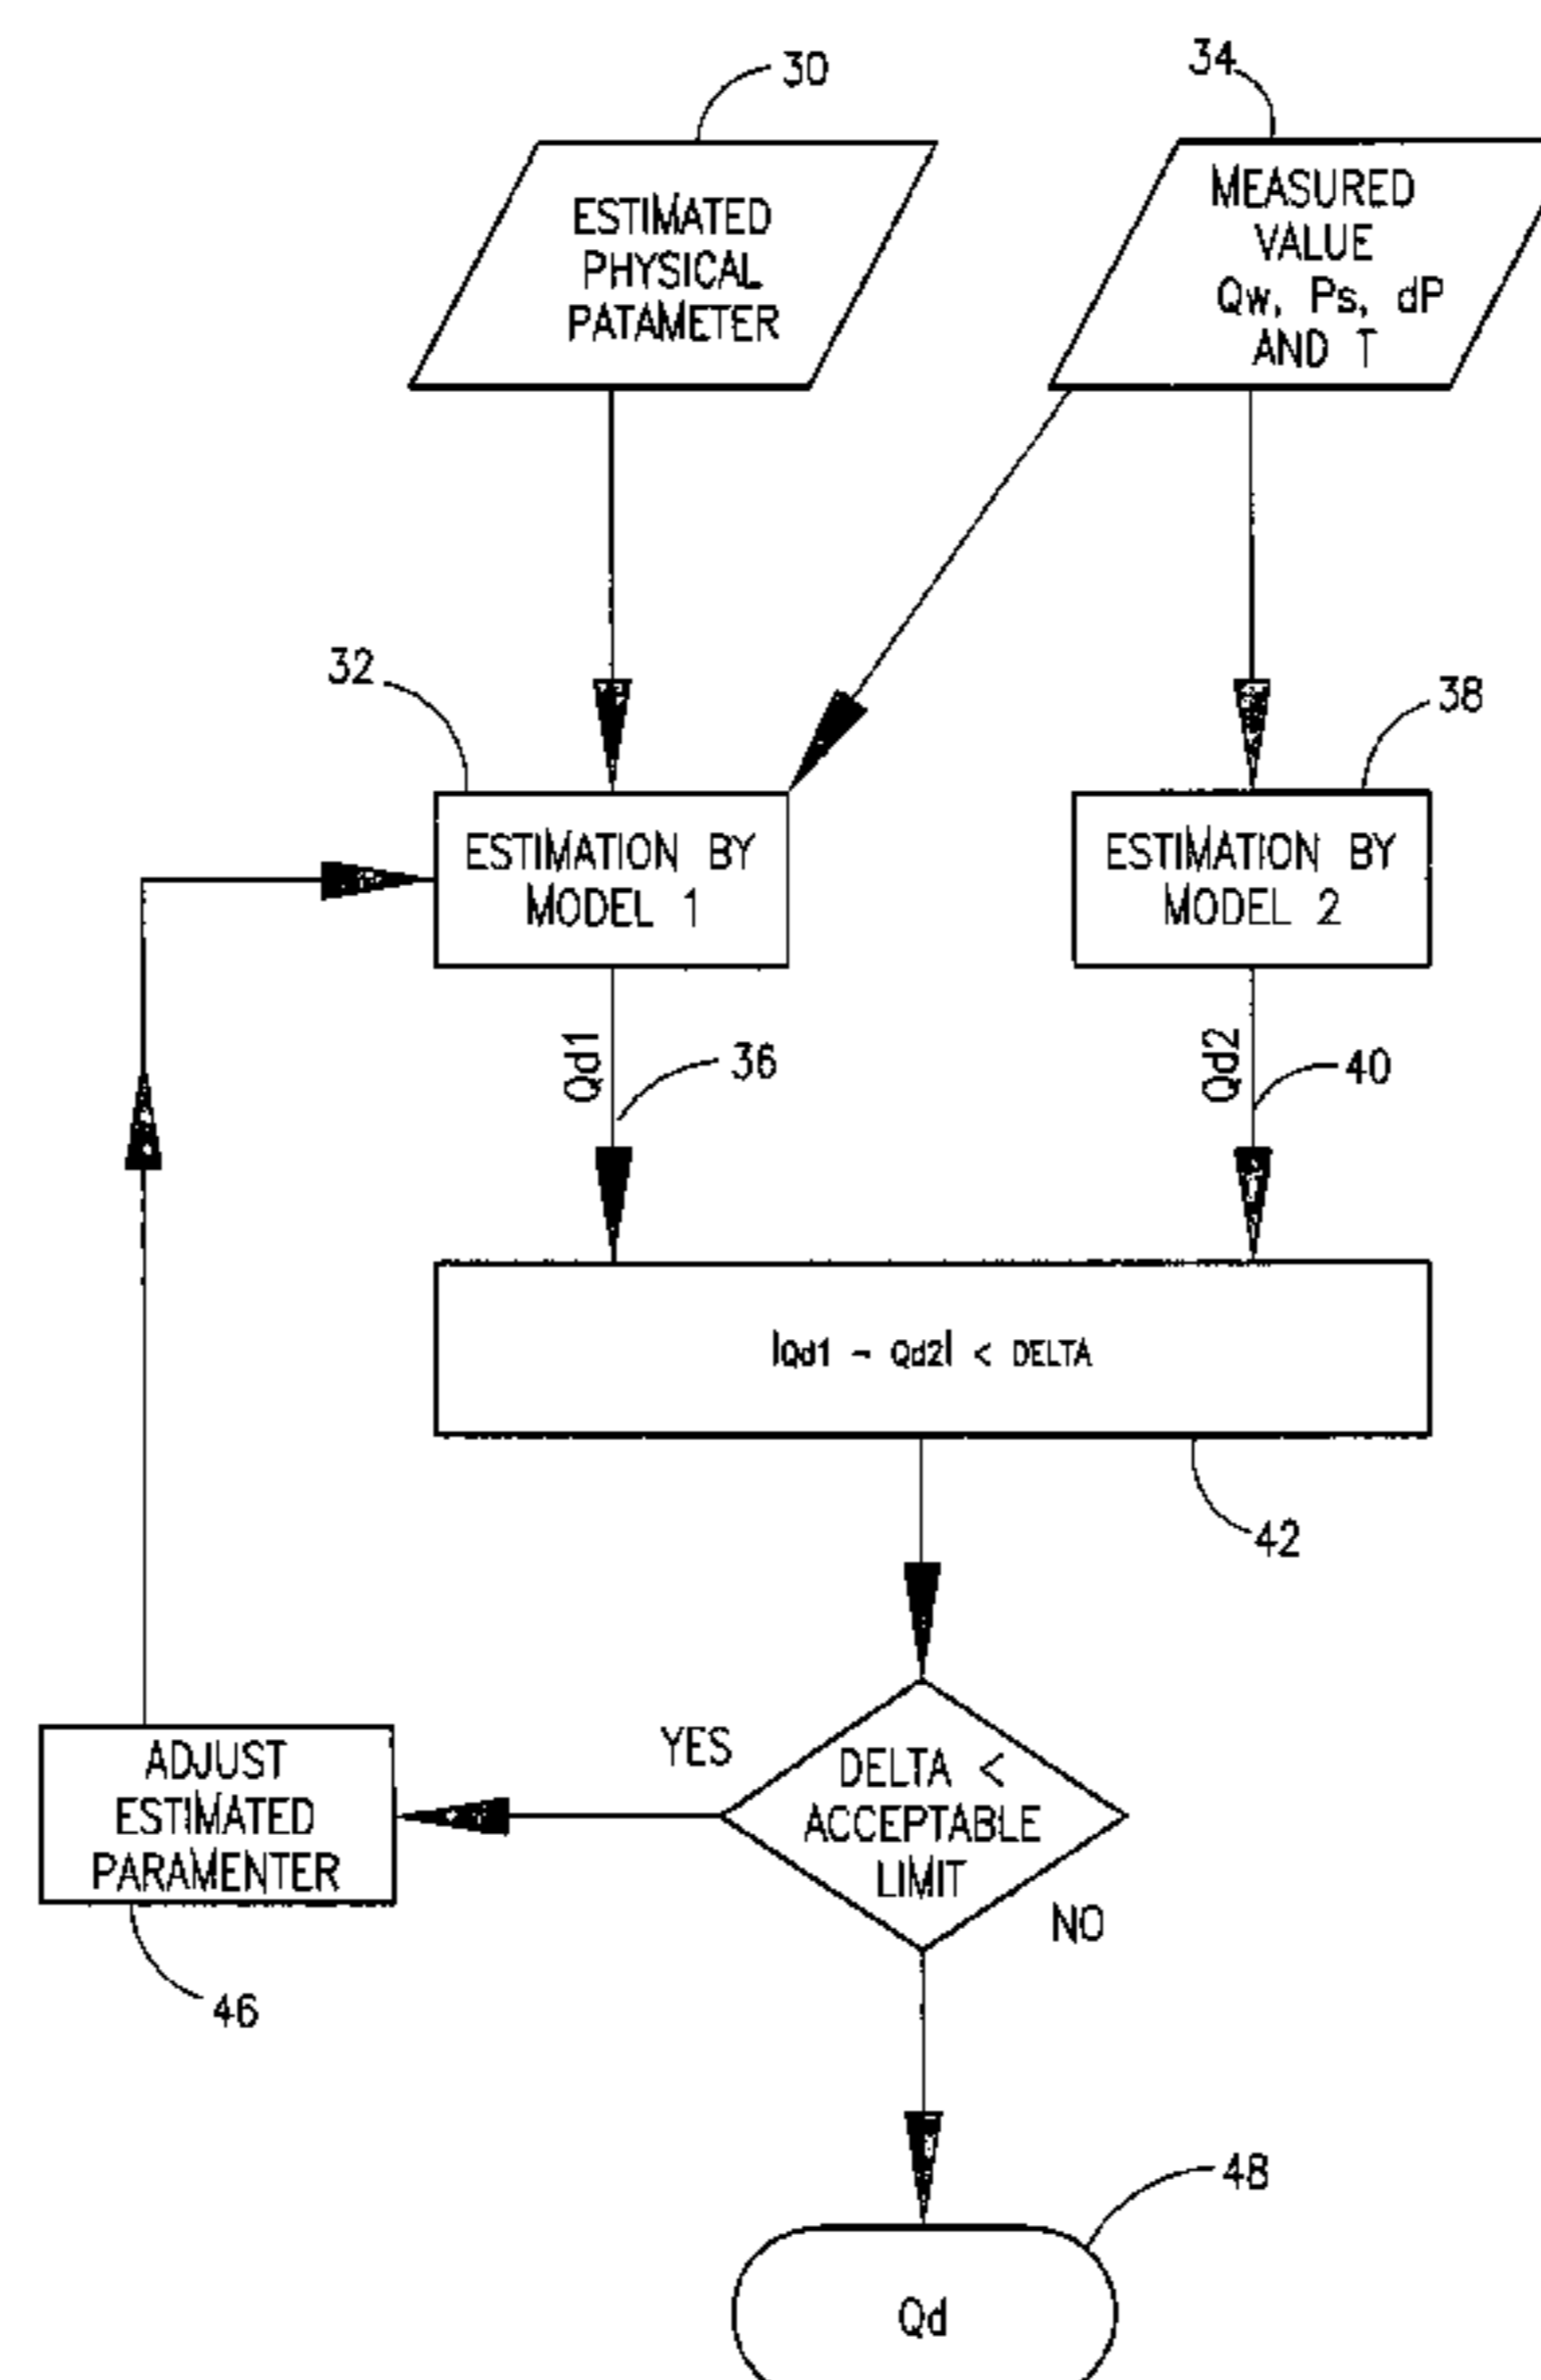 30
34
ESTIMATED
PHYSICAL
PATAMETER
MEASURED
VALUE
Qw, Ps, dP
AND T
32
38
ESTIMATION BY
MODEL 1
ESTIMATION BY
MODEL 2
Qd1
36
Qd2
40
|Qd1 - Qd2| < DELTA
42
YES
DELTA <
ACCEPTABLE
LIMIT
NO
ADJUST
ESTIMATED
PARAMENTER
46
48
Qd